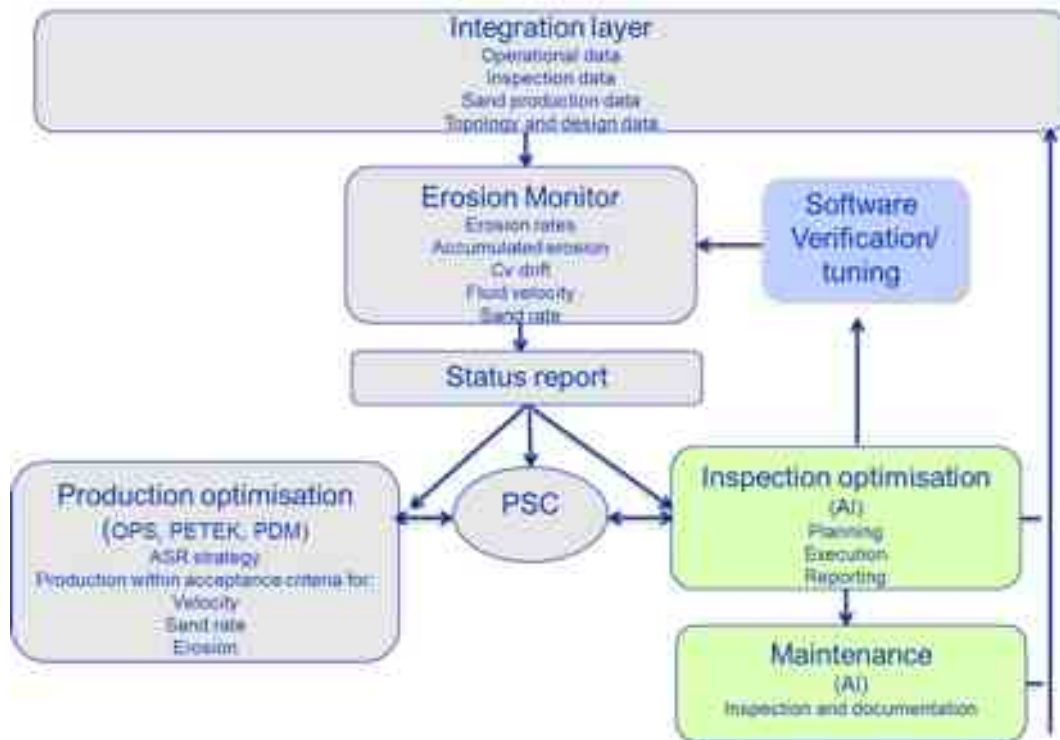 Integration layer
Operational data
Inspection data
Sand production data
Topology and design data
Erosion Monitor
Erosion rates
Accumulated erosion
Cv drift
Fluid velocity
Sand rate
Software
Verification/
tuning
Status report
Production optimisation
(OPS, PETEK, PDM)
ASR strategy
Production within acceptance criteria for:
Velocity
Sand rate
Erosion
PSC
Inspection optimisation
(AI)
Planning
Execution
Reporting
Maintenance
(AI)
Inspection and documentation